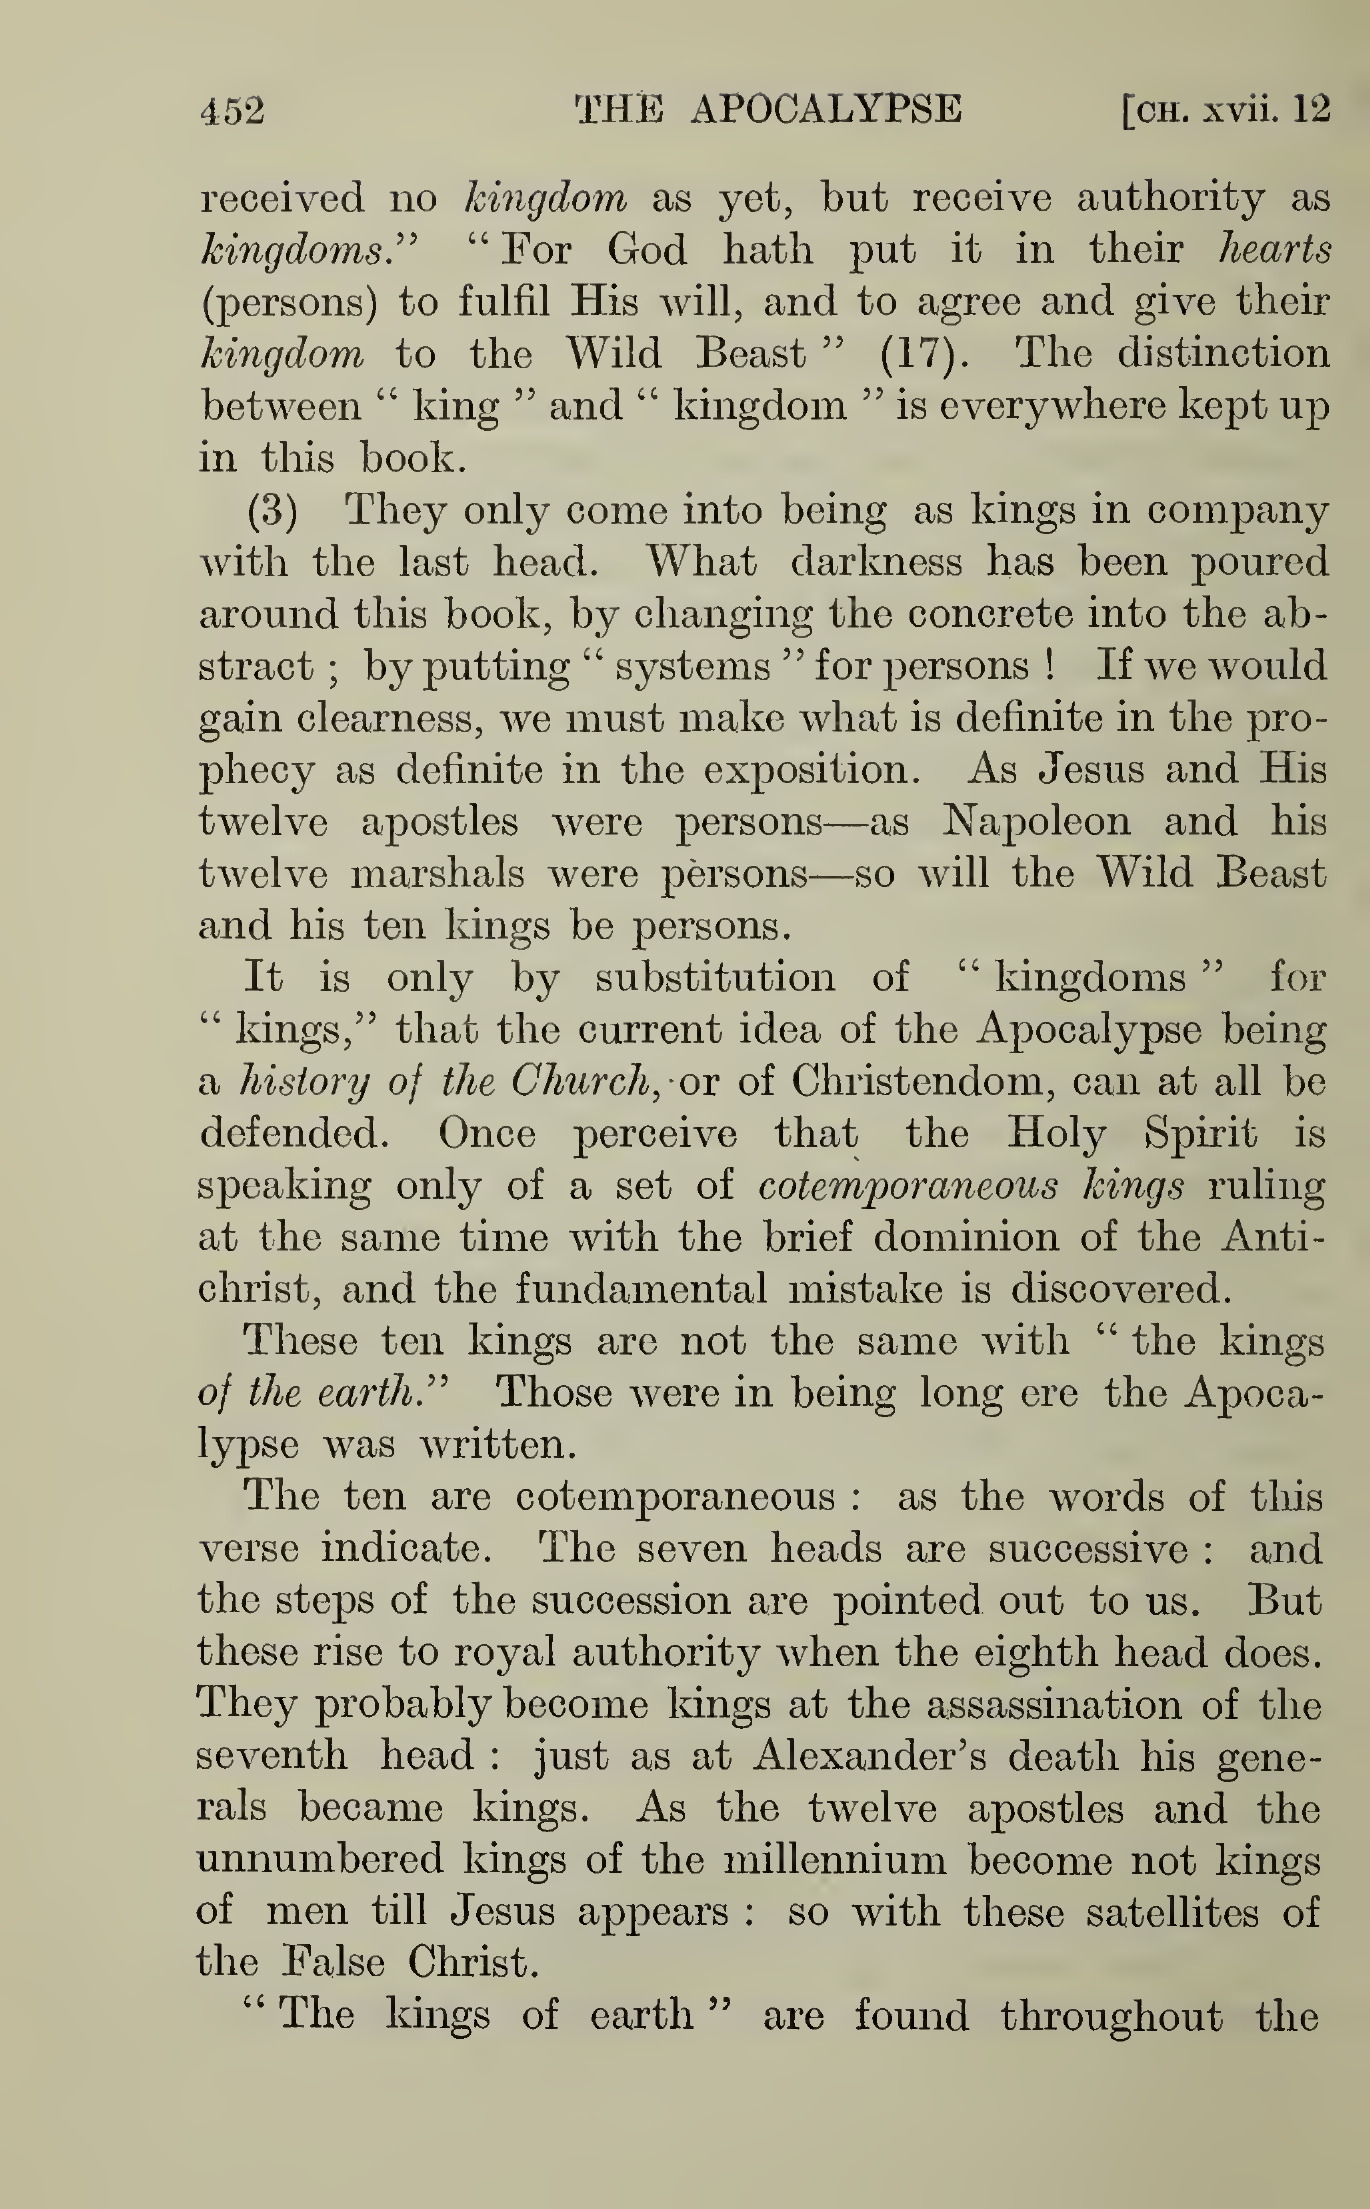 452 THE APOCALYPSE [CH. xvii. 12
received no kingdom as yet, but receive authority as
kingdoms.” “ For God hath put it in their hearts
(persons) to fulfil His will, and to agree and give their
kingdom to the Wild Beast ” (17). The distinction
between “ king ” and “ kingdom ” is everywhere kept up
in this book.
(3) They only come into being as kings in company
with the last head. What darkness has been poured
around this book, by changing the concrete into the ab-
stract ; by putting “ systems ” for persons ! If we would
gain clearness, we must make what is definite in the pro-
phecy as definite in the exposition. As Jesus and His
twelve apostles were persons—as Napoleon and his
twelve marshals were persons—so will the Wild Beast
and his ten kings be persons.
It is only by substitution of “ kingdoms ” for
“ kings,” that the current idea of the Apocalypse being
a history of the Church, or of Christendom, can at all be
defended. Once perceive that the Holy Spirit is
speaking only of a set of cotemporaneous kings ruling
at the same time with the brief dominion of the Anti-
christ, and the fundamental mistake is discovered.
These ten kings are not the same with “ the kings
of the earth.” Those were in being long ere the Apoca-
lypse was written.
The ten are cotemporaneous : as the words of this
verse indicate. The seven heads are successive : and
the steps of the succession are pointed out to us. But
these rise to royal authority when the eighth head does.
They probably become kings at the assassination of the
seventh head : just as at Alexander’s death his gene-
rals became kings. As the twelve apostles and the
unnumbered kings of the millennium become not kings
of men till Jesus appears : so with these satellites of
the False Christ.
“ The kings of earth ” are found throughout the